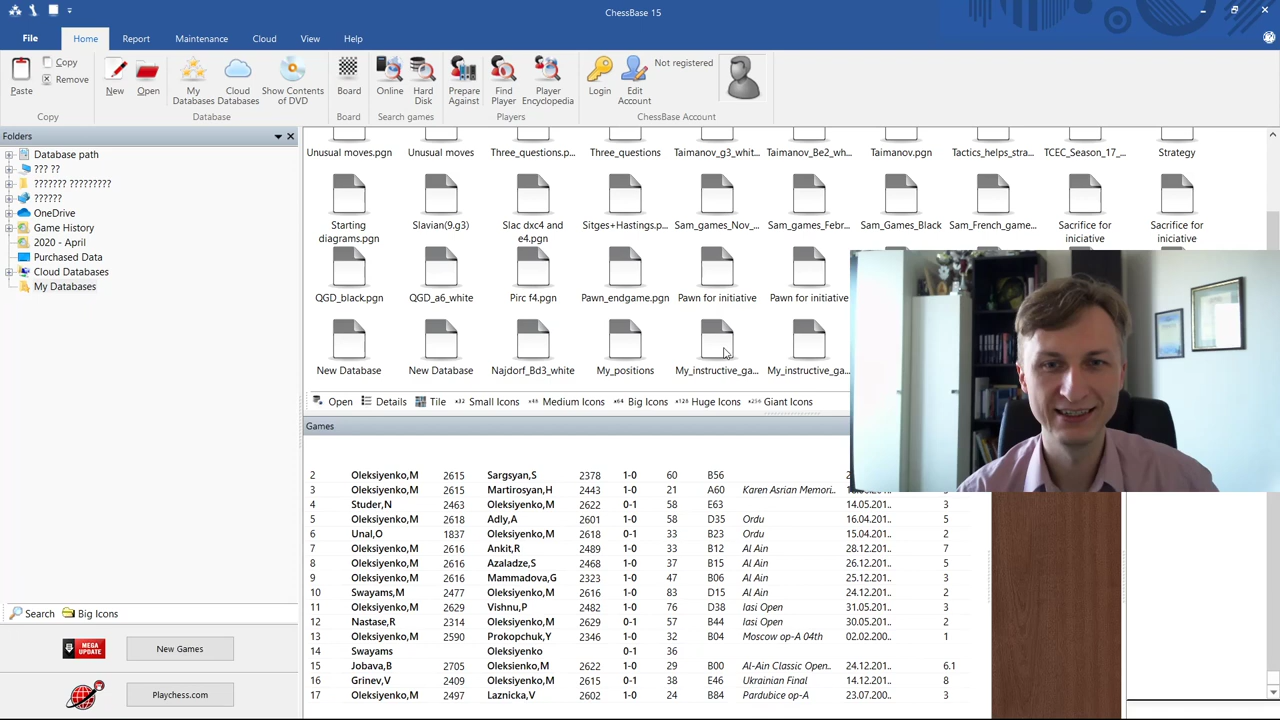 ChessBase 15
File Home Report Maintenance Cloud View Help
Paste Copy Remove New Open My Databases Cloud Databases Show Contents of DVD Board Online Hard Disk Prepare Against Find Player Player Encyclopedia Login Edit Account Not registered
Copy Database Board Search games Players ChessBase Account
Folders
Database path
??? ??
??????? ?????????
??????
OneDrive
Game History
2020 - April
Purchased Data
Cloud Databases
My Databases
Search Big Icons
MEGA UPDATE New Games
Playchess.com
Unusual moves.pgn Unusual moves Three_questions.p... Three_questions Taimanov_g3_whit... Taimanov_Be2_wh... Taimanov.pgn Tactics_helps_stra... TCEC_Season_17_... Strategy
Starting diagrams.pgn Slavian(9.g3) Slac dxc4 and e4.pgn Sitges+Hastings.p... Sam_games_Nov_... Sam_games_Febr... Sam_Games_Black Sam_French_game... Sacrifice for iniciative Sacrifice for iniciative
QGD_black.pgn QGD_a6_white Pirc f4.pgn Pawn_endgame.pgn Pawn for initiative Pawn for initiative
New Database New Database Najdorf_Bd3_white My_positions My_instructive_ga... My_instructive_ga...
Open Details Tile Small Icons Medium Icons Big Icons Huge Icons Giant Icons
Games
2 Oleksiyenko,M 2615 Sargsyan,S 2378 1-0 60 B56
3 Oleksiyenko,M 2615 Martirosyan,H 2443 1-0 21 A60 Karen Asrian Memori..
4 Studer,N 2463 Oleksiyenko,M 2622 0-1 58 E63 14.05.201.. 3
5 Oleksiyenko,M 2618 Adly,A 2601 1-0 58 D35 Ordu 16.04.201.. 5
6 Unal,O 1837 Oleksiyenko,M 2618 0-1 33 B23 Ordu 15.04.201.. 2
7 Oleksiyenko,M 2616 Ankit,R 2489 1-0 33 B12 Al Ain 28.12.201.. 7
8 Oleksiyenko,M 2616 Azaladze,S 2468 1-0 37 B15 Al Ain 26.12.201.. 5
9 Oleksiyenko,M 2616 Mammadova,G 2323 1-0 47 B06 Al Ain 25.12.201.. 3
10 Swayams,M 2477 Oleksiyenko,M 2616 1-0 83 D15 Al Ain 24.12.201.. 2
11 Oleksiyenko,M 2629 Vishnu,P 2482 1-0 76 D38 Iasi Open 31.05.201.. 3
12 Nastase,R 2314 Oleksiyenko,M 2629 0-1 57 B44 Iasi Open 30.05.201.. 2
13 Oleksiyenko,M 2590 Prokopchuk,Y 2346 1-0 32 B04 Moscow op-A 04th 02.02.200.. 1
14 Swayams Oleksiyenko 0-1 36
15 Jobava,B 2705 Oleksienko,M 2622 1-0 29 B00 Al-Ain Classic Open.. 24.12.201.. 6.1
16 Grinev,V 2409 Oleksiyenko,M 2615 0-1 38 E46 Ukrainian Final 14.12.201.. 8
17 Oleksiyenko,M 2497 Laznicka,V 2602 1-0 24 B84 Pardubice op-A 23.07.200.. 3